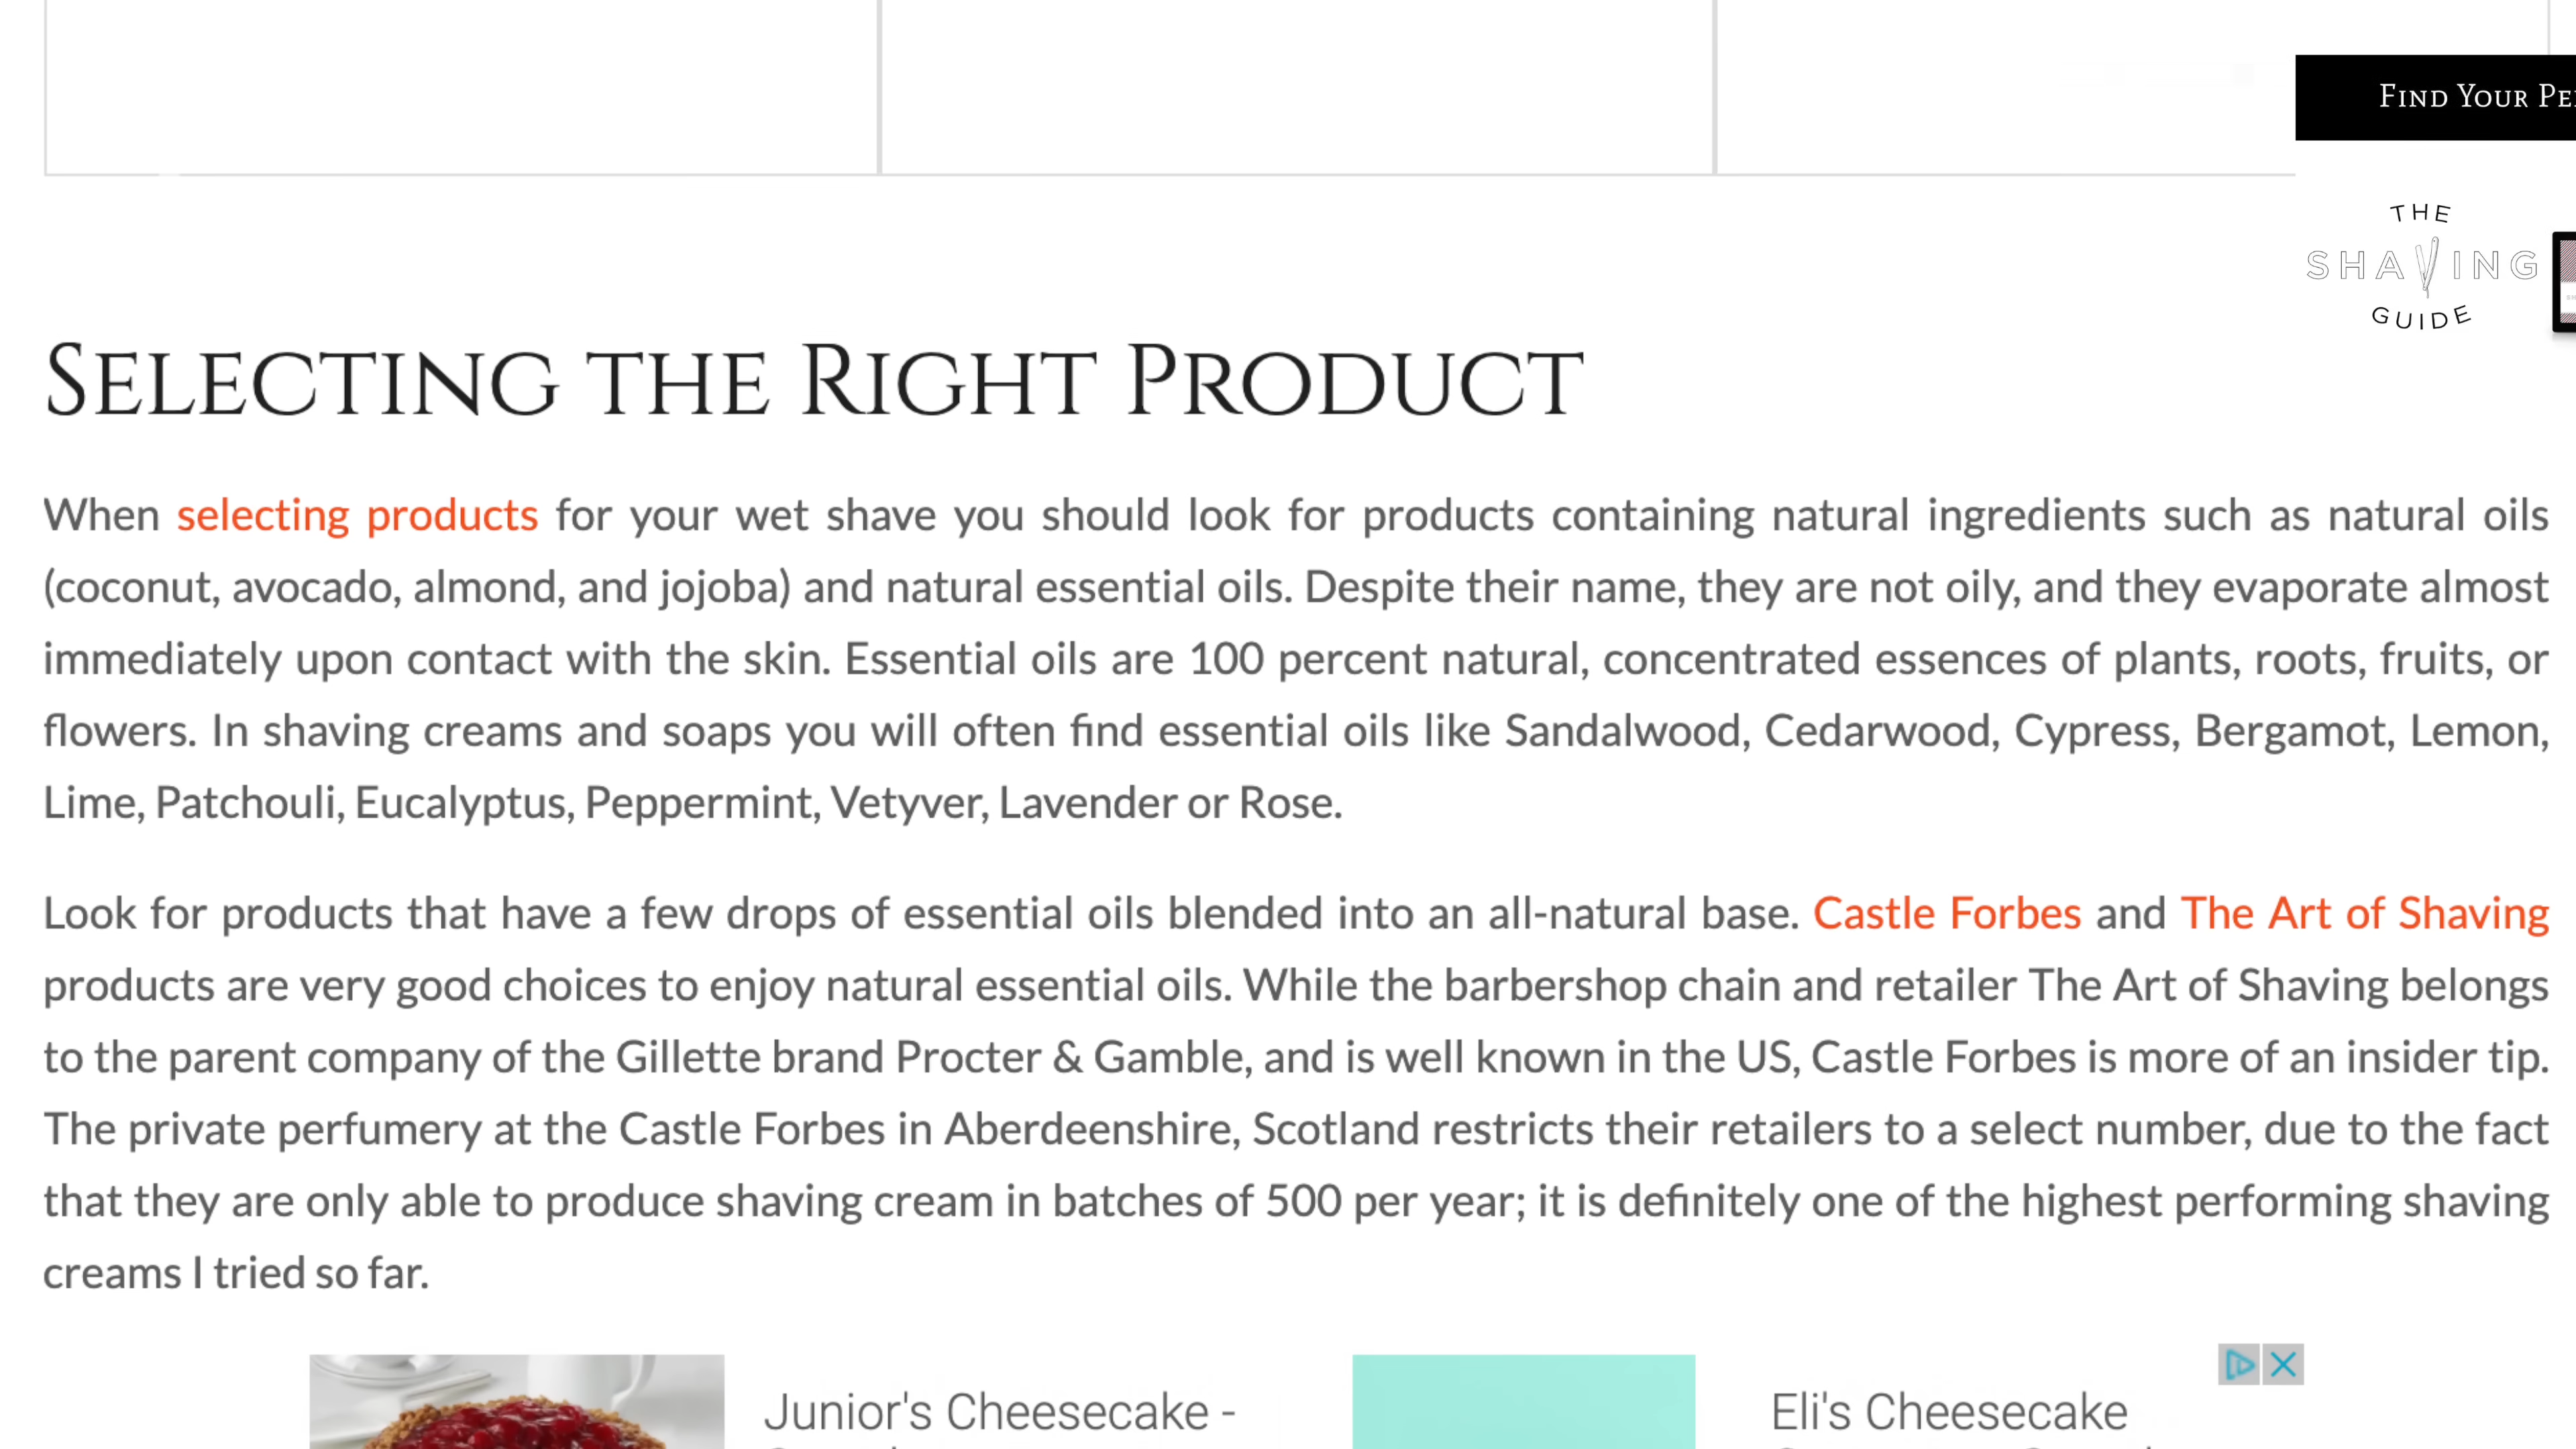 FIND YOUR PE
THE
SHAVING
GUIDE
SELECTING THE RIGHT PRODUCT
When selecting products for your wet shave you should look for products containing natural ingredients such as natural oils
(coconut, avocado, almond, and jojoba) and natural essential oils. Despite their name, they are not oily, and they evaporate almost
immediately upon contact with the skin. Essential oils are 100 percent natural, concentrated essences of plants, roots, fruits, or
flowers. In shaving creams and soaps you will often find essential oils like Sandalwood, Cedarwood, Cypress, Bergamot, Lemon,
Lime, Patchouli, Eucalyptus, Peppermint, Vetyver, Lavender or Rose.
Look for products that have a few drops of essential oils blended into an all-natural base. Castle Forbes and The Art of Shaving
products are very good choices to enjoy natural essential oils. While the barbershop chain and retailer The Art of Shaving belongs
to the parent company of the Gillette brand Procter & Gamble, and is well known in the US, Castle Forbes is more of an insider tip.
The private perfumery at the Castle Forbes in Aberdeenshire, Scotland restricts their retailers to a select number, due to the fact
that they are only able to produce shaving cream in batches of 500 per year; it is definitely one of the highest performing shaving
creams I tried so far.
Junior's Cheesecake -
Eli's Cheesecake